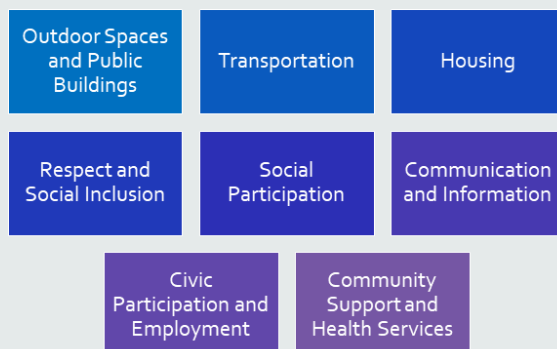 Outdoor Spaces
and Public
Buildings
Transportation
Housing
Respect and
Social Inclusion
Social
Participation
Communication
and Information
Civic
Participation and
Employment
Community
Support and
Health Services